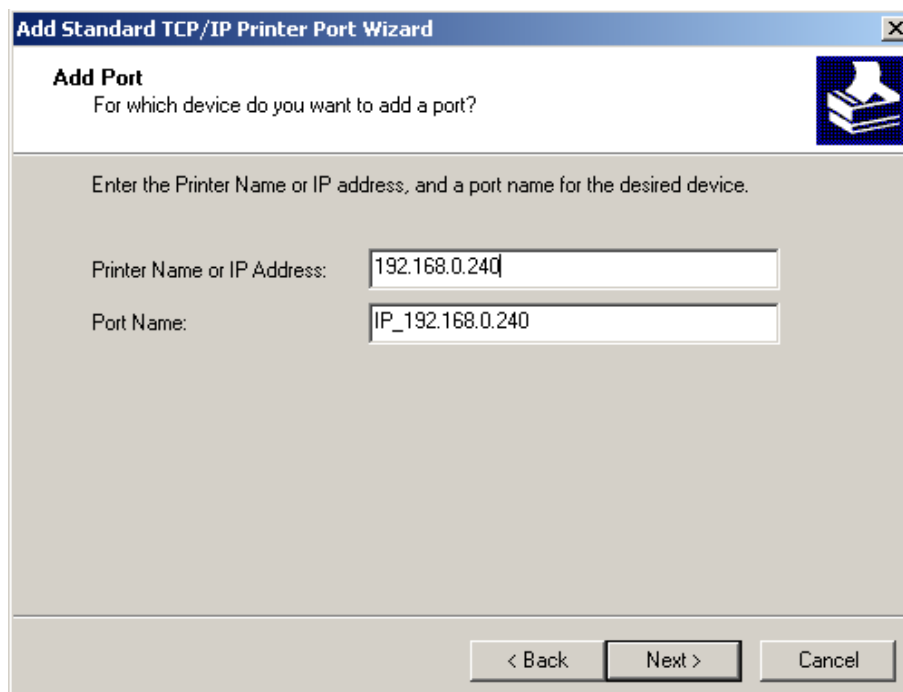 Add Standard TCP/IP Printer Port Wizard
Add Port
For which device do you want to add a port?
Enter the Printer Name or IP address, and a port name for the desired device.
Printer Name or IP Address: 192.168.0.240
Port Name: IP_192.168.0.240
< Back Next > Cancel